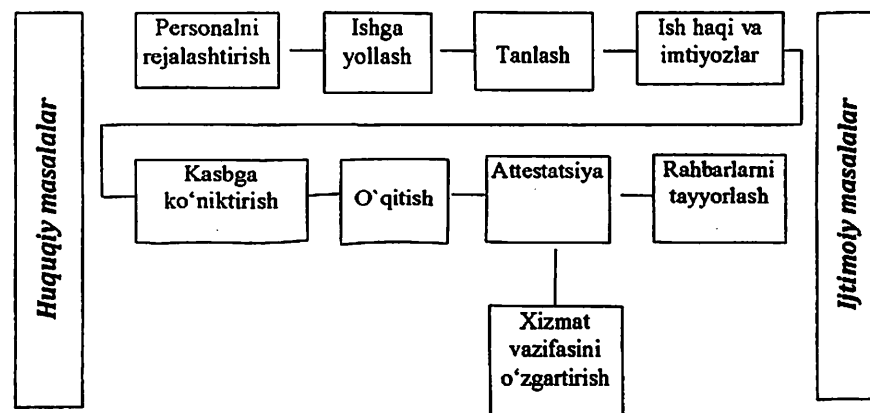 Huquqiy masalalar
Personalni
rejalashtirish
Ishga
yollash
Tanlash
Ish haqi va
imtiyozlar
Kasbga
ko‘niktirish
O`qitish
Attestatsiya
Rahbarlarni
tayyorlash
Xizmat
vazifasini
o‘zgartirish
Ijtimoiy masalalar